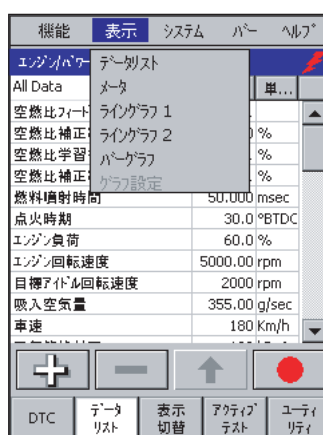 機能 表示 システム バー ヘルプ
エンジン/パワー
データリスト
All Data
メータ
単...
空燃比フィード
ラインググラフ 1
空燃比補正
ラインググラフ 2
%
空燃比学習
バーグラフ
%
空燃比補正
グラフ設定
%
燃料噴射時間 50.000 msec
点火時期 30.0 °BTDC
エンジン負荷 60.0 %
エンジン回転速度 5000.00 rpm
目標アイドル回転速度 2000 rpm
吸入空気量 355.00 g/sec
車速 180 Km/h
DTC データリスト 表示切替 アクティブテスト ユーティリティ